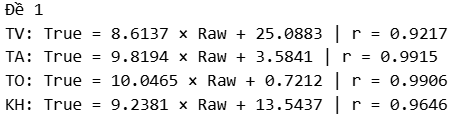 Đề 1
TV: True = 8.6137 × Raw + 25.0883 | r = 0.9217
TA: True = 9.8194 × Raw + 3.5841 | r = 0.9915
TO: True = 10.0465 × Raw + 0.7212 | r = 0.9906
KH: True = 9.2381 × Raw + 13.5437 | r = 0.9646